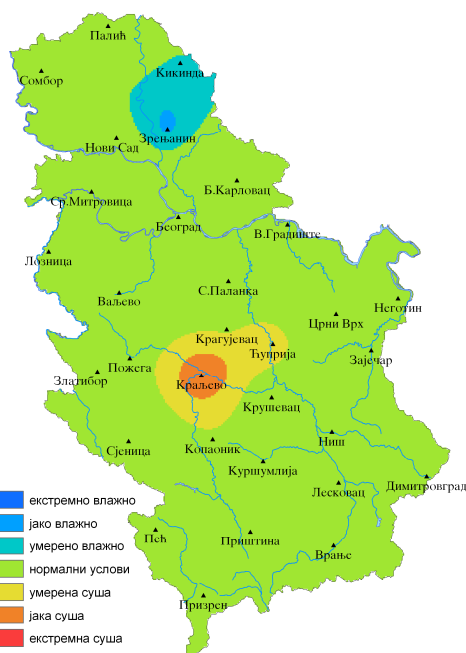 Палић
Кикинда
Сомбор
Зрењанин
Нови Сад
Б.Карловац
Ср.Митровица
Београд
В.Градиште
Лозница
С.Паланка
Ваљево
Неготин
Црни Врх
Крагујевац
Ћуприја
Зајечар
Пожега
Златибор
Краљево
Крушевац
Ниш
Копаоник
Сјеница
Куршумлија
Димитровград
Лесковац
Пећ
Приштина
Врање
Призрен
екстремно влажно
јако влажно
умерено влажно
нормални услови
умерена суша
јака суша
екстремна суша